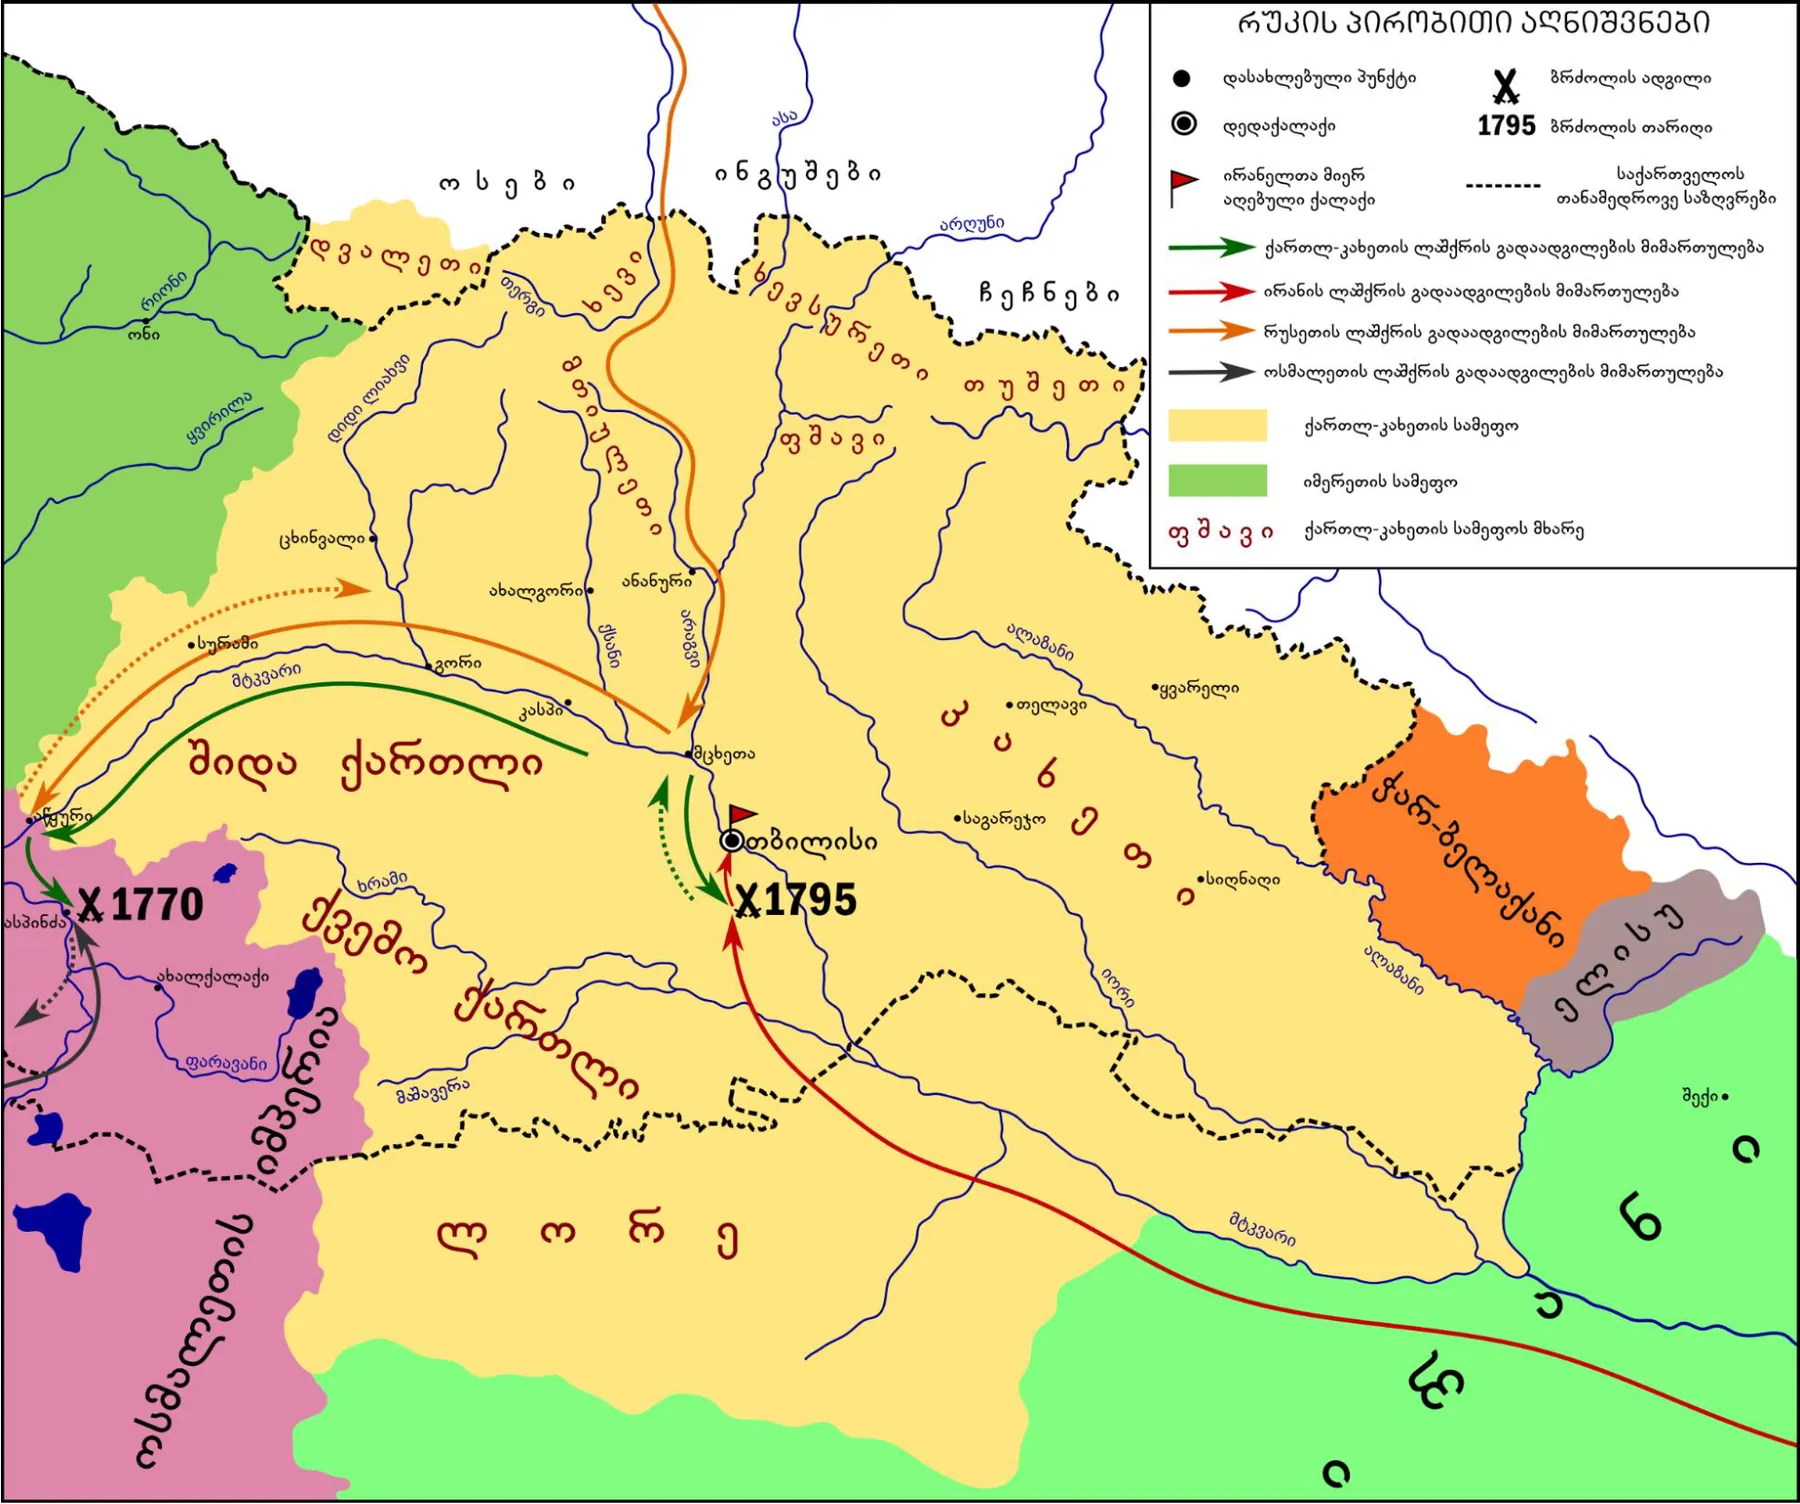 რუკის პირობითი აღნიშვნები
დასახლებული პუნქტი
ბრძოლის ადგილი
დედაქალაქი
1795
ბრძოლის თარიღი
ირანელთა მიერ
აღებული ქალაქი
საქართველოს
თანამედროვე საზღვრები
ქართლ-კახეთის ლაშქრის გადაადგილების მიმართულება
ირანის ლაშქრის გადაადგილების მიმართულება
რუსეთის ლაშქრის გადაადგილების მიმართულება
ოსმალეთის ლაშქრის გადაადგილების მიმართულება
ქართლ-კახეთის სამეფო
იმერეთის სამეფო
ფშავი
ქართლ-კახეთის სამეფოს მხარე
ასა
ოსები
ინგუშები
არღუნი
დვალეთი
ხევი
თერგი
ხევსურეთი
ჩეჩნები
რიონი
ონი
დიდი ლიახვი
მთიულეთი
თუშეთი
ყვირილა
ფშავი
ცხინვალი
ახალგორი
ანანური
ქსანი
არაგვი
ალაზანი
სურამი
მტკვარი
გორი
კასპი
ყვარელი
თელავი
კახეთი
შიდა ქართლი
მცხეთა
აწყური
თბილისი
საგარეჯო
ჭარ-ბელაქანი
სიღნაღი
ხრამი
1770
1795
ასპინძა
ქვემო
ქართლი
ახალქალაქი
ალაზანი
ელისუ
იორი
ფარავანი
მაშავერა
ოსმალეთის იმპერია
შექი
ლორე
მტკვარი
ირანი